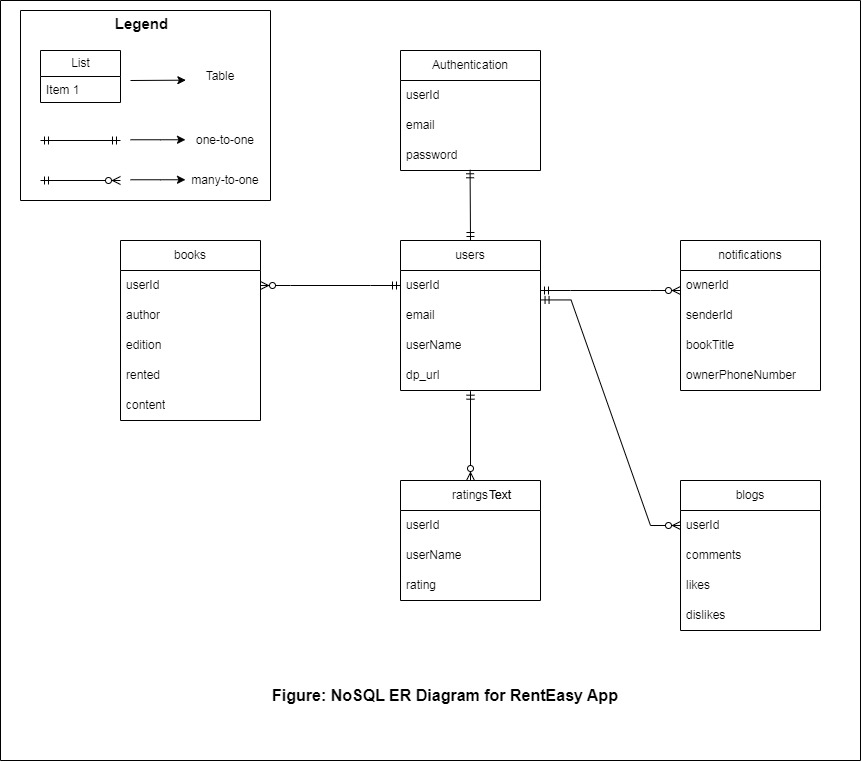 Legend
List
Item 1
Table
one-to-one
many-to-one
Authentication
userId
email
password
books
userId
author
edition
rented
content
users
userId
email
userName
dp_url
notifications
ownerId
senderId
bookTitle
ownerPhoneNumber
ratingsText
userId
userName
rating
blogs
userId
comments
likes
dislikes
Figure: NoSQL ER Diagram for RentEasy App